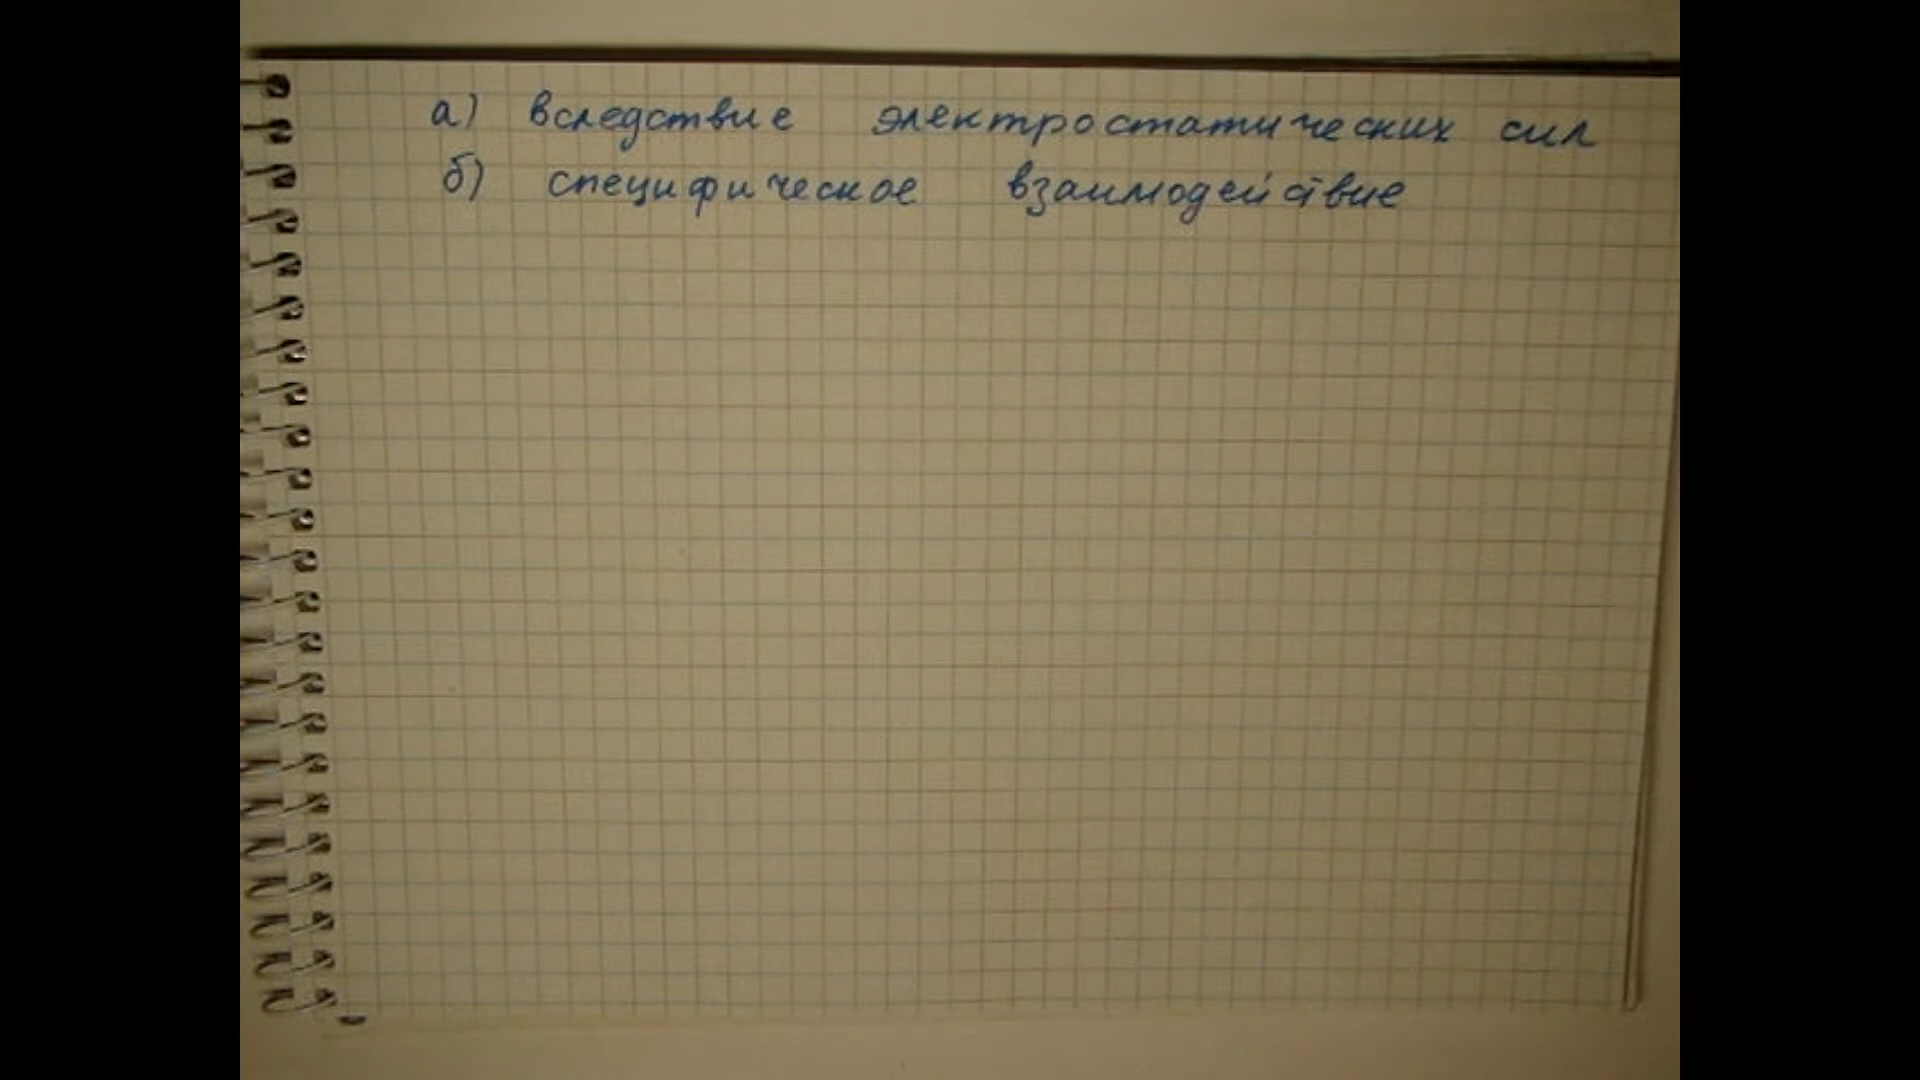 а) вследствие электростатических сил
б) специфическое взаимодействие